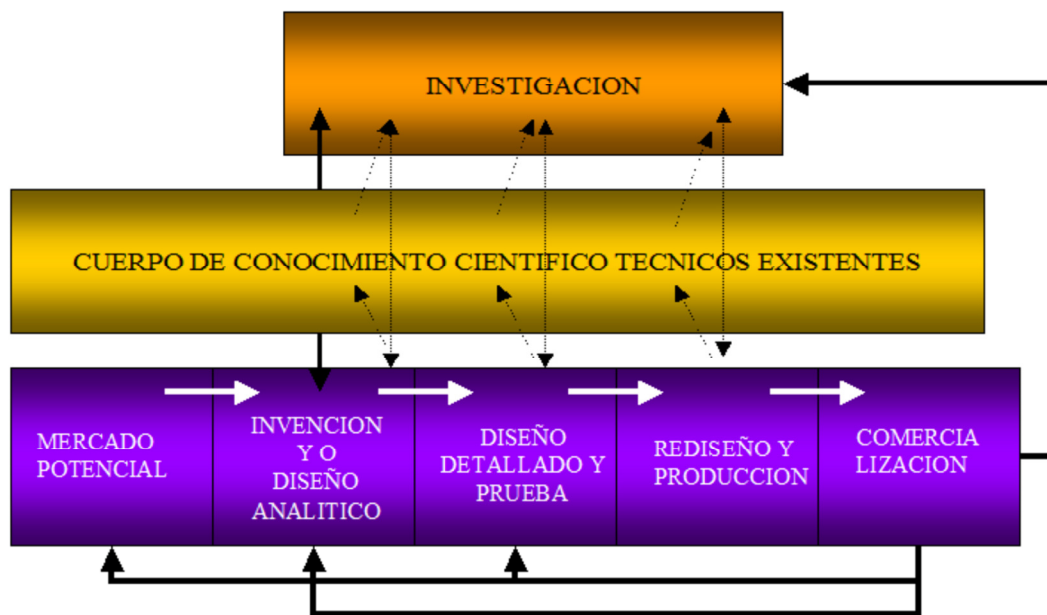 INVESTIGACION
CUERPO DE CONOCIMIENTO CIENTIFICO TECNICOS EXISTENTES
MERCADO
POTENCIAL
INVENCION
Y O
DISEÑO
ANALITICO
DISEÑO
DETALLADO Y
PRUEBA
REDISEÑO Y
PRODUCCION
COMERCIA
LIZACION